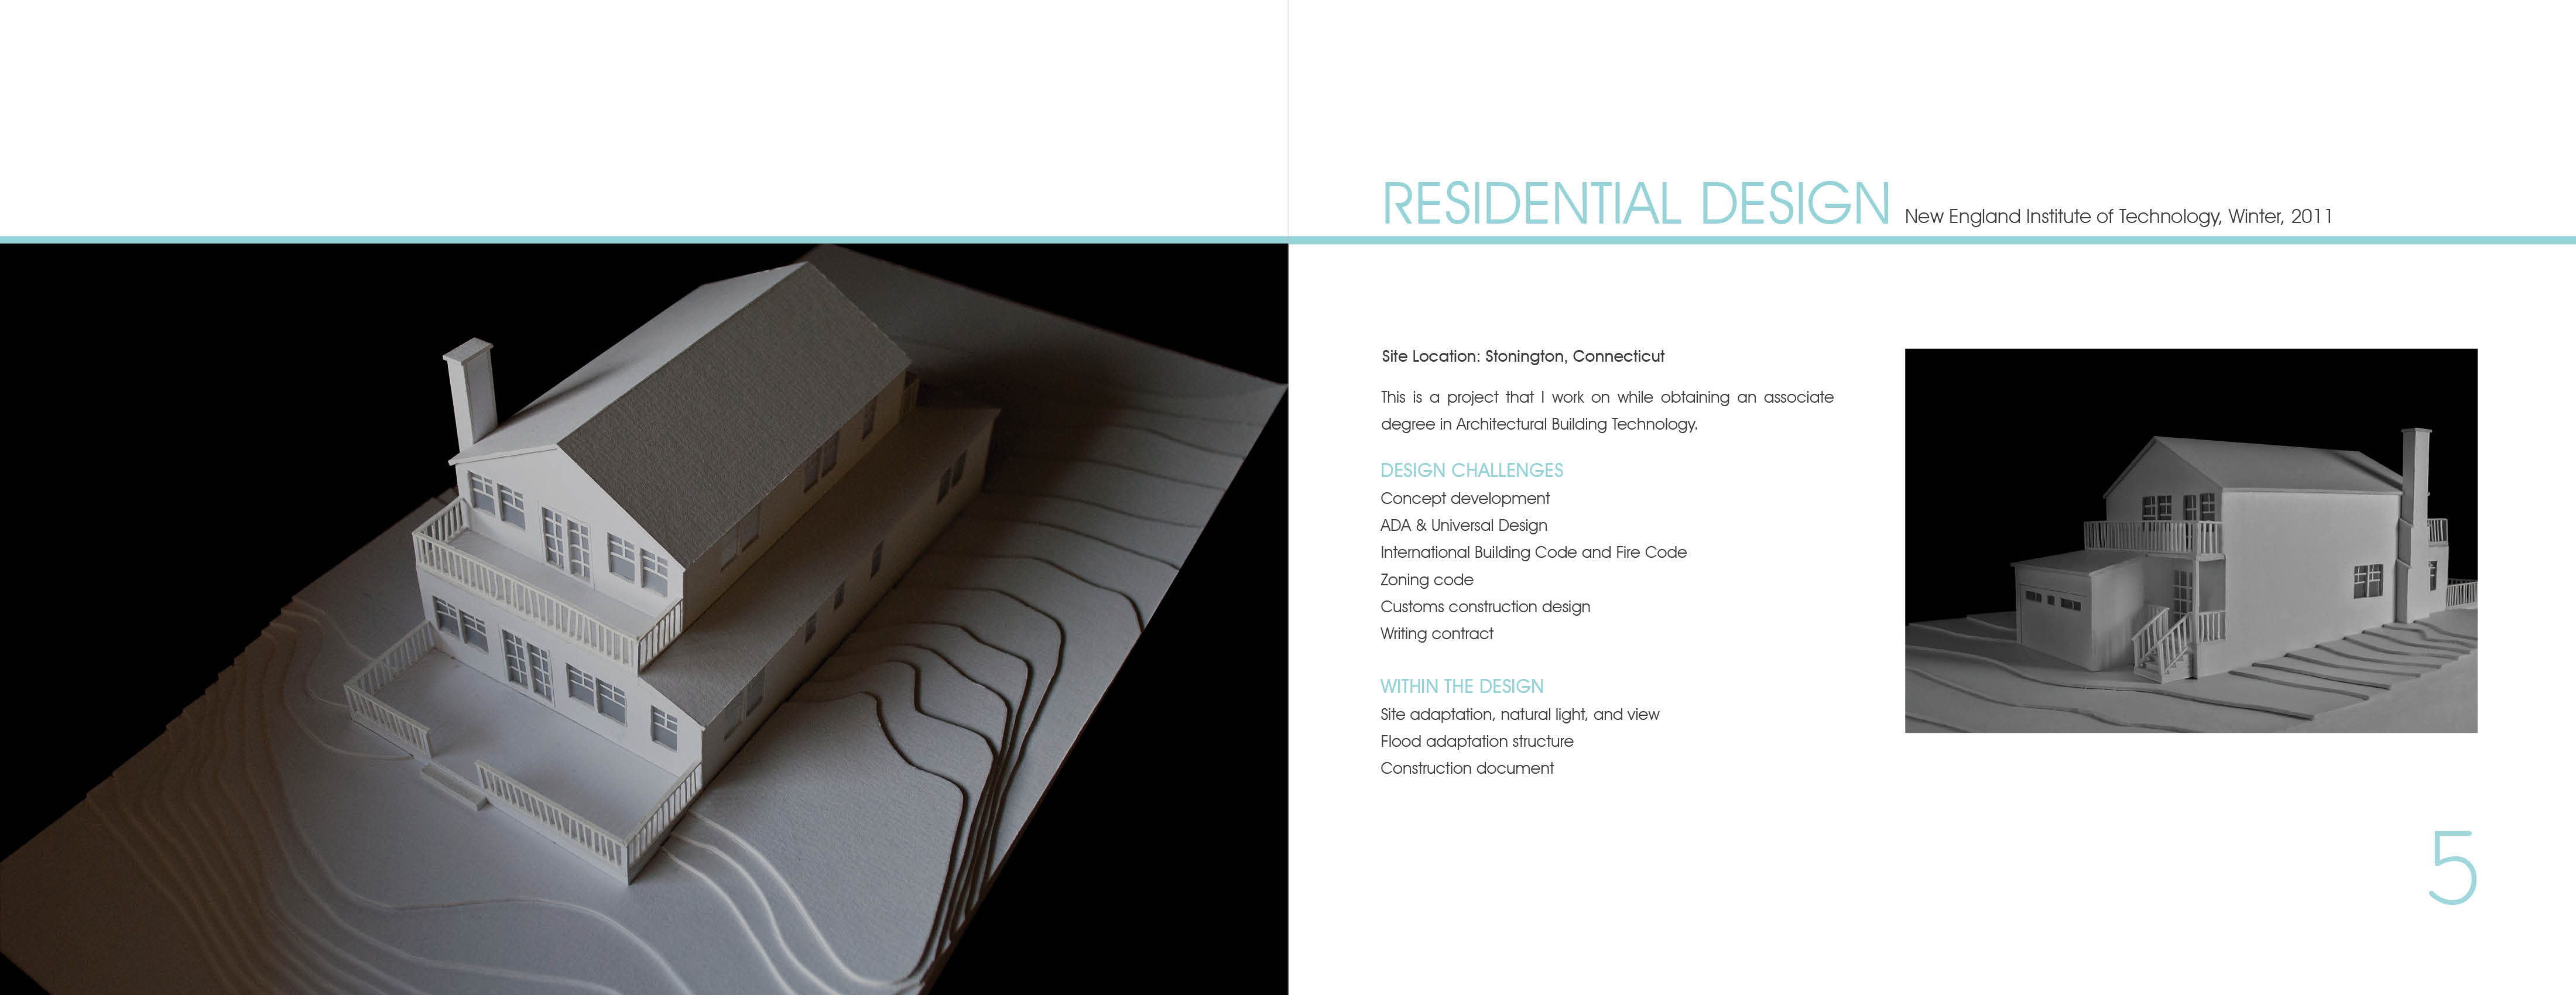 RESIDENTIAL DESIGN New England Institute of Technology, Winter, 2011
Site Location: Stonington, Connecticut
This is a project that I work on while obtaining an associate
degree in Architectural Building Technology.
DESIGN CHALLENGES
Concept development
ADA & Universal Design
International Building Code and Fire Code
Zoning code
Customs construction design
Writing contract
WITHIN THE DESIGN
Site adaptation, natural light, and view
Flood adaptation structure
Construction document
5